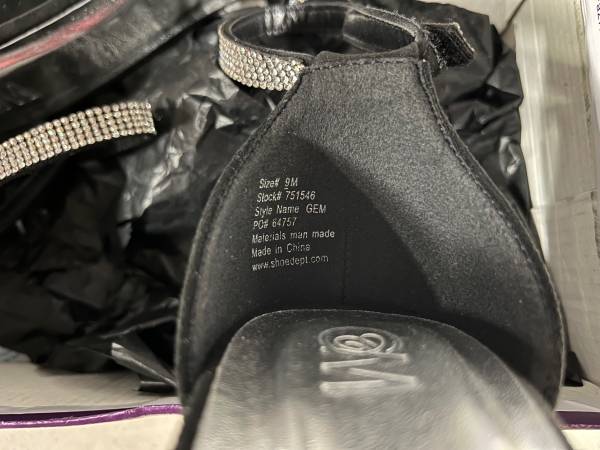 Size# 9M
Stock# 751546
Style Name GEM
PO# 64757
Materials man made
Made in China
www.shoedept.com